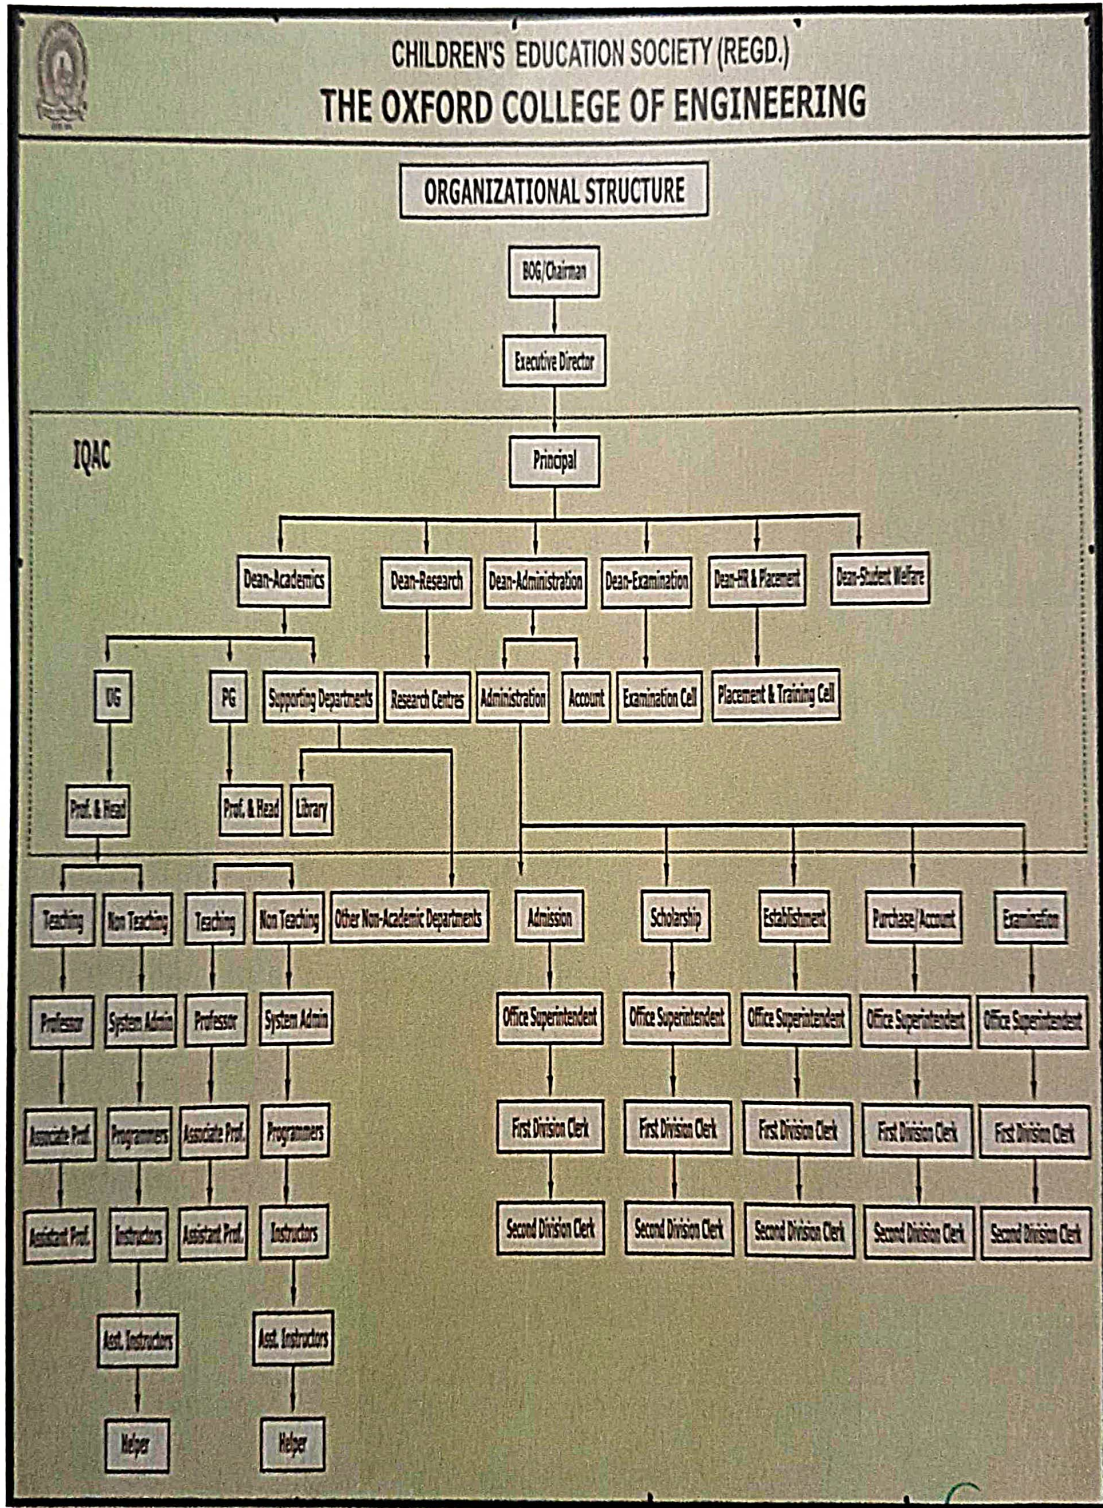 CHILDREN'S EDUCATION SOCIETY (REGD.)
THE OXFORD COLLEGE OF ENGINEERING
ORGANIZATIONAL STRUCTURE
BOG/Chairman
Executive Director
IQAC
Principal
Dean-Academics Dean-Research Dean-Administration Dean-Examination Dean-HR & Placement Dean-Student Welfare
UG PG Supporting Departments Research Centres Administration Account Examination Cell Placement & Training Cell
Prof. & Head Prof. & Head Library
Teaching Non Teaching Teaching Non Teaching Other Non-Academic Departments Admission Scholarship Establishment Purchase/Account Examination
Professor System Admin Professor System Admin Office Superintendent Office Superintendent Office Superintendent Office Superintendent Office Superintendent
Associate Prof. Programmers Associate Prof. Programmers First Division Clerk First Division Clerk First Division Clerk First Division Clerk First Division Clerk
Assistant Prof. Instructors Assistant Prof. Instructors Second Division Clerk Second Division Clerk Second Division Clerk Second Division Clerk Second Division Clerk
Asst. Instructors Asst. Instructors
Helper Helper